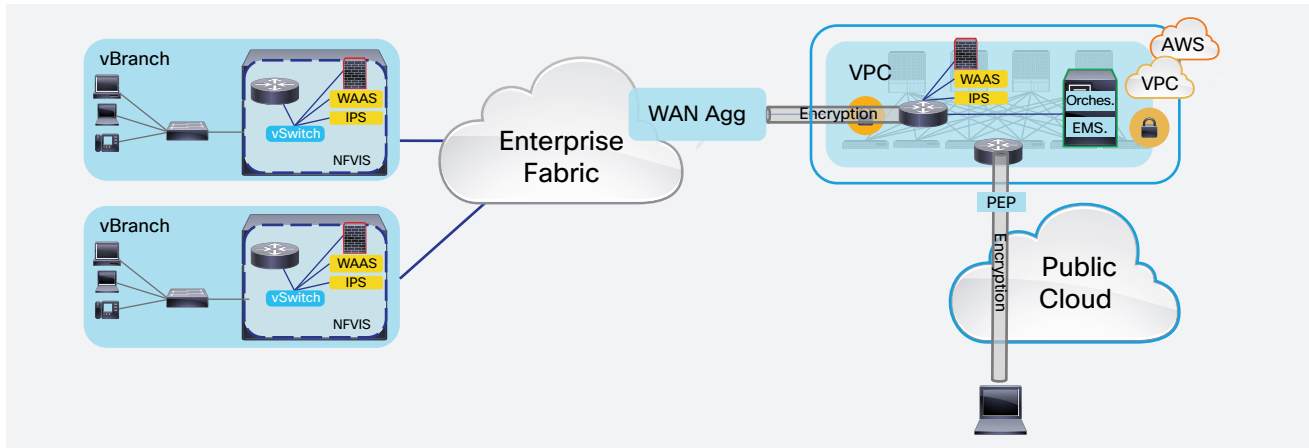 vBranch
WAAS
IPS
vSwitch
NFVIS
vBranch
WAAS
IPS
vSwitch
NFVIS
Enterprise
Fabric
WAN Agg
Encryption
VPC
WAAS
IPS
Orches.
EMS.
AWS
VPC
PEP
Encryption
Public
Cloud